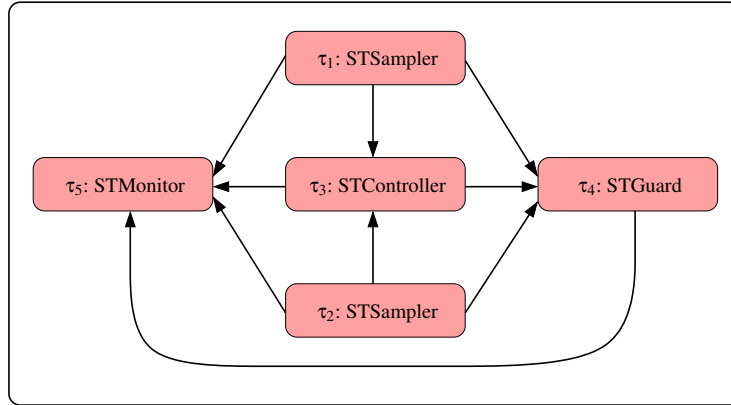 τ1: STSampler
τ5: STMonitor
τ3: STController
τ4: STGuard
τ2: STSampler